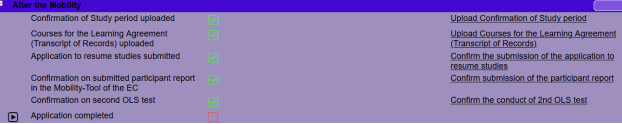 After the Mobility
Confirmation of Study period uploaded
Upload Confirmation of Study period
Courses for the Learning Agreement
(Transcript of Records) uploaded
Upload Courses for the Learning Agreement
(Transcript of Records)
Application to resume studies submitted
Confirm the submission of the application to
resume studies
Confirmation on submitted participant report
in the Mobility-Tool of the EC
Confirm submission of the participant report
Confirmation on second OLS test
Confirm the conduct of 2nd OLS test
Application completed